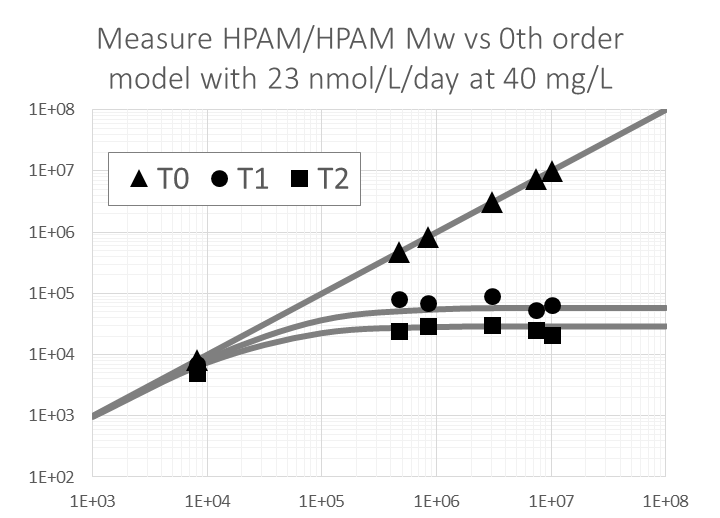 Measure HPAM/HPAM Mw vs 0th order
model with 23 nmol/L/day at 40 mg/L
1E+08
1E+07
1E+06
1E+05
1E+04
1E+03
1E+02
T0 T1 T2
1E+03 1E+04 1E+05 1E+06 1E+07 1E+08